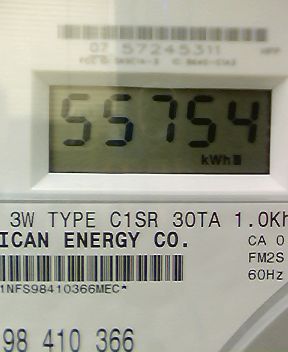 07 57245311
55754
kWh
3W TYPE C1SR 30TA 1.0Kh
ICAN ENERGY CO.
CA 0
FM2S
60Hz
1NFS98410366MEC*
98 410 366